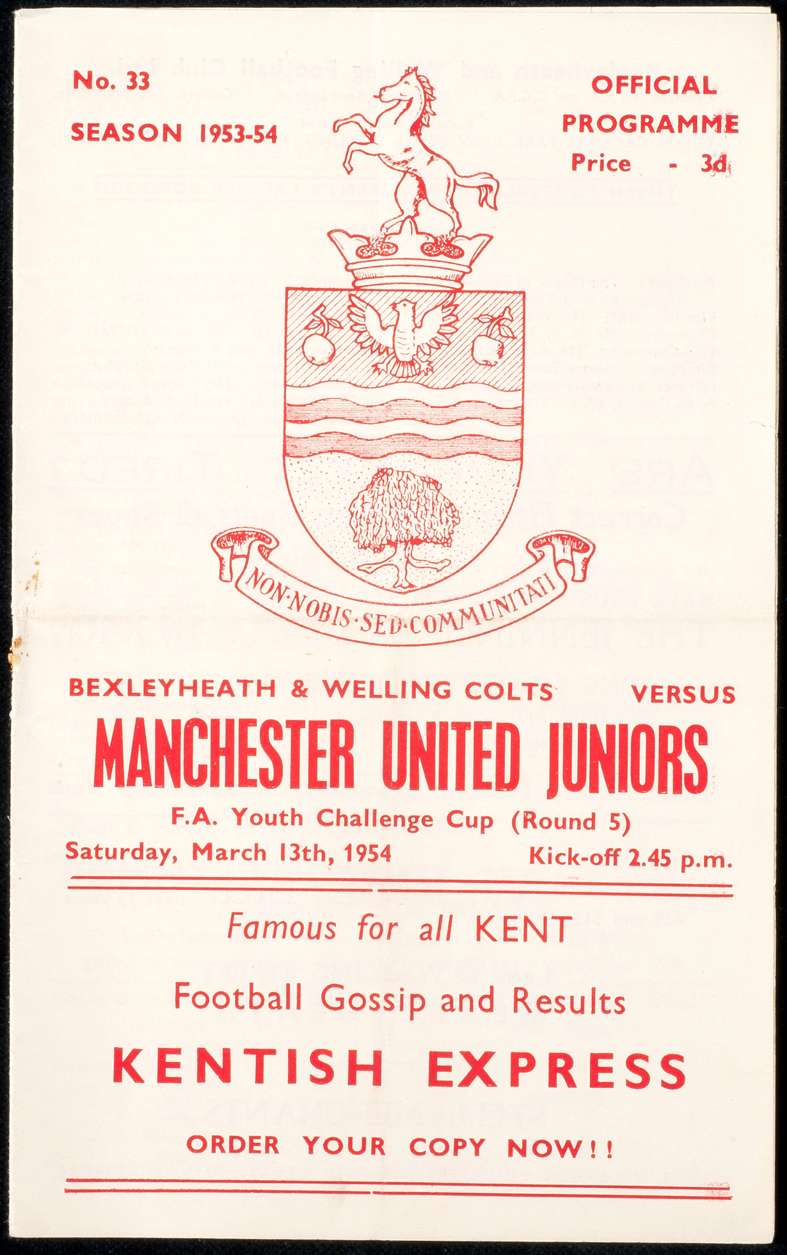 No. 33
SEASON 1953-54
OFFICIAL
PROGRAMME
Price - 3d
NON·NOBIS·SED·COMMUNITATI
BEXLEYHEATH & WELLING COLTS VERSUS
MANCHESTER UNITED JUNIORS
F.A. Youth Challenge Cup (Round 5)
Saturday, March 13th, 1954 Kick-off 2.45 p.m.
Famous for all KENT
Football Gossip and Results
KENTISH EXPRESS
ORDER YOUR COPY NOW!!